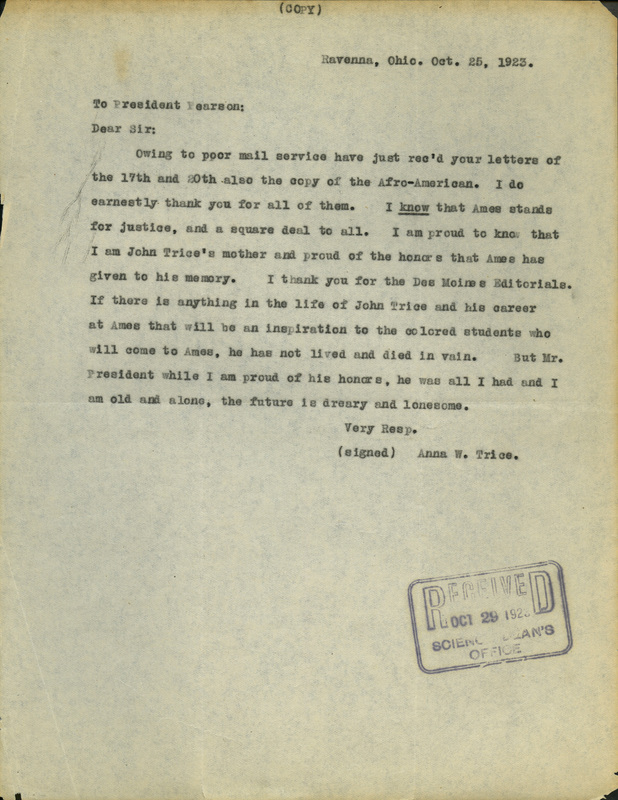 (COPY)
Ravenna, Ohio. Oct. 25, 1923.
To President Pearson;
Dear Sir;
Owing to poor mail service have just rec'd your letters of
the 17th and 20th also the copy of the Afro-American. I do
earnestly thank you for all of them. I know that Ames stands
for justice, and a square deal to all. I am proud to know that
I am John Trice's mother and proud of the honors that Ames has
given to his memory. I thank you for the Des Moines Editorials.
If there is anything in the life of John Trice and his career
at Ames that will be an inspiration to the colored students who
will come to Ames, he has not lived and died in vain. But Mr.
President while I am proud of his honors, he was all I had and I
am old and alone, the future is dreary and lonesome.
Very Resp.
(signed) Anna W. Trice.
RECEIVED
OCT 29 1923
SCIENCE DEAN'S
OFFICE